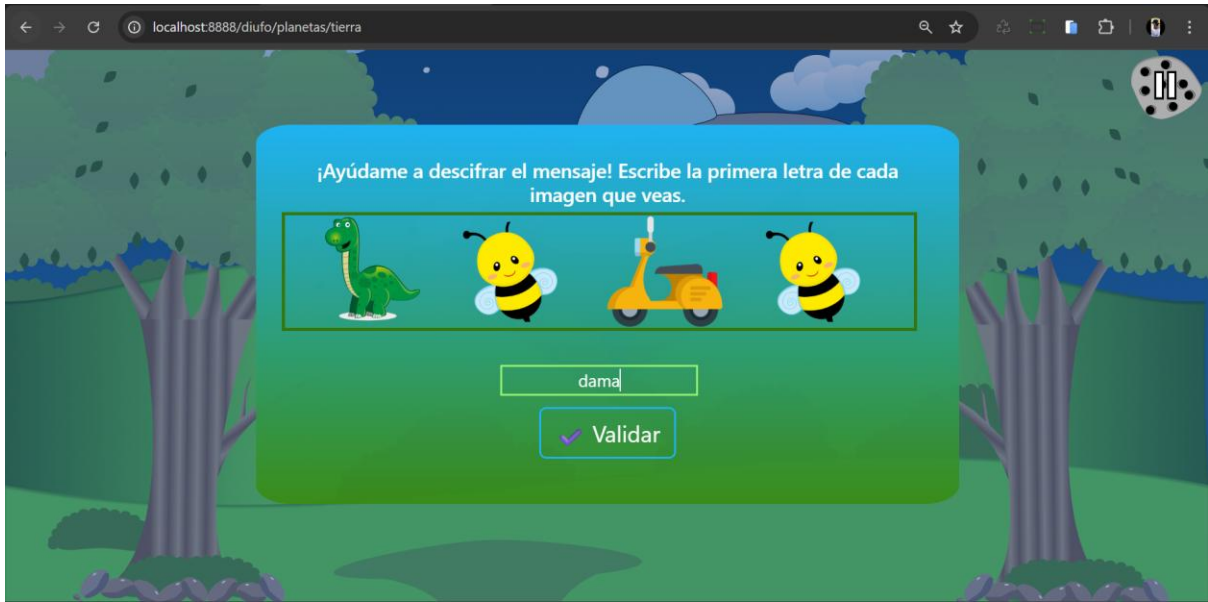 localhost:8888/diufo/planetas/tierra
¡Ayúdame a descifrar el mensaje! Escribe la primera letra de cada
imagen que veas.
dama
Validar